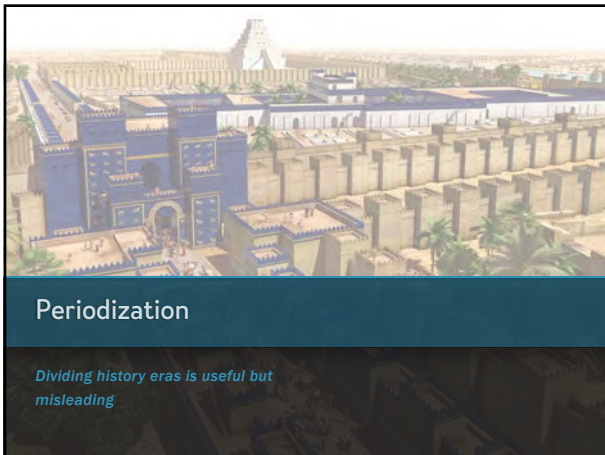 Periodization
Dividing history eras is useful but
misleading